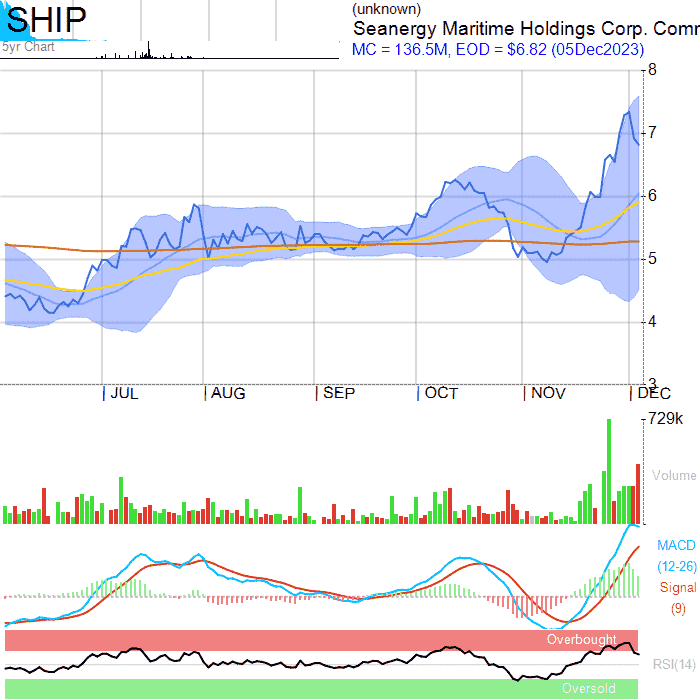 SHIP
(unknown)
Seanergy Maritime Holdings Corp. Comm
5yr Chart
MC = 136.5M, EOD = $6.82 (05Dec2023)
8
7
6
5
4
3
JUL AUG SEP OCT NOV DEC
729k
Volume
MACD
(12-26)
Signal
(9)
Overbought
RSI(14)
Oversold